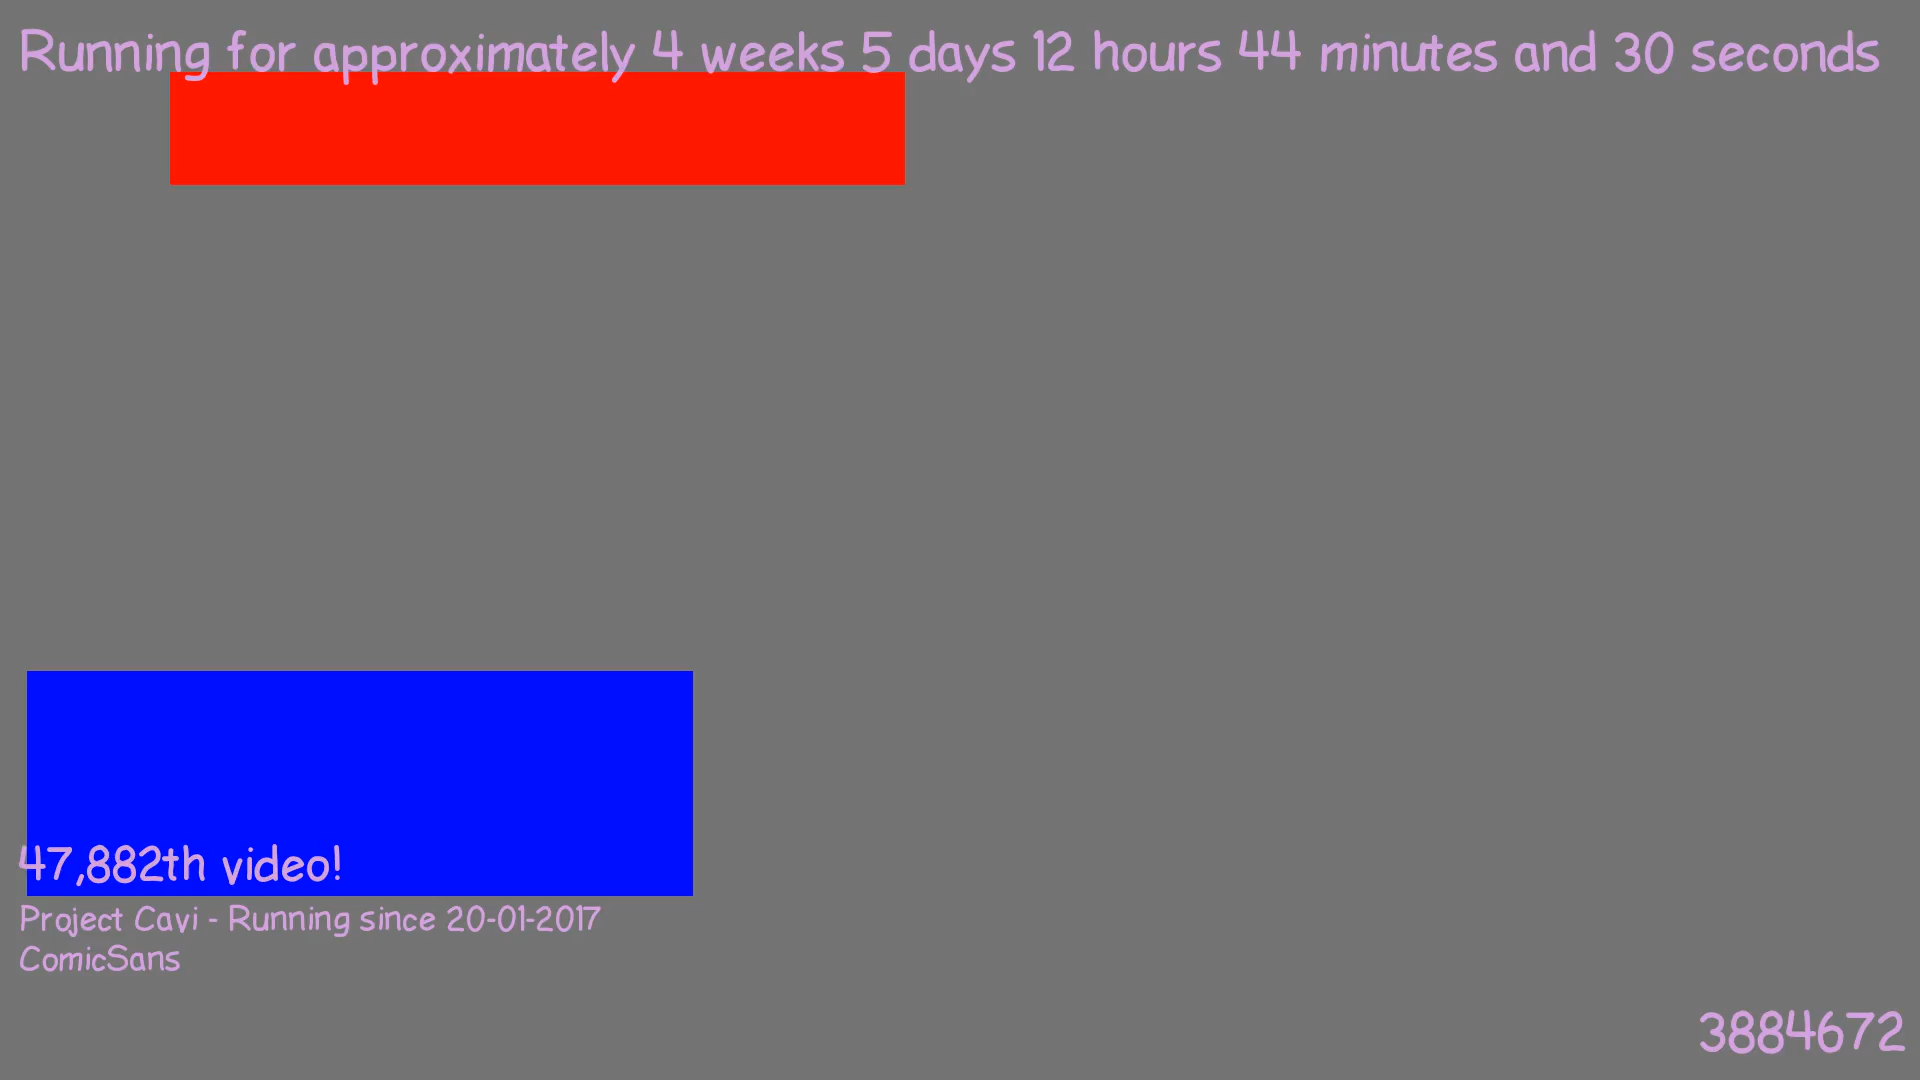 Running for approximately 4 weeks 5 days 12 hours 44 minutes and 30 seconds
47,882th video!
Project Cavi - Running since 20-01-2017
ComicSans
3884672